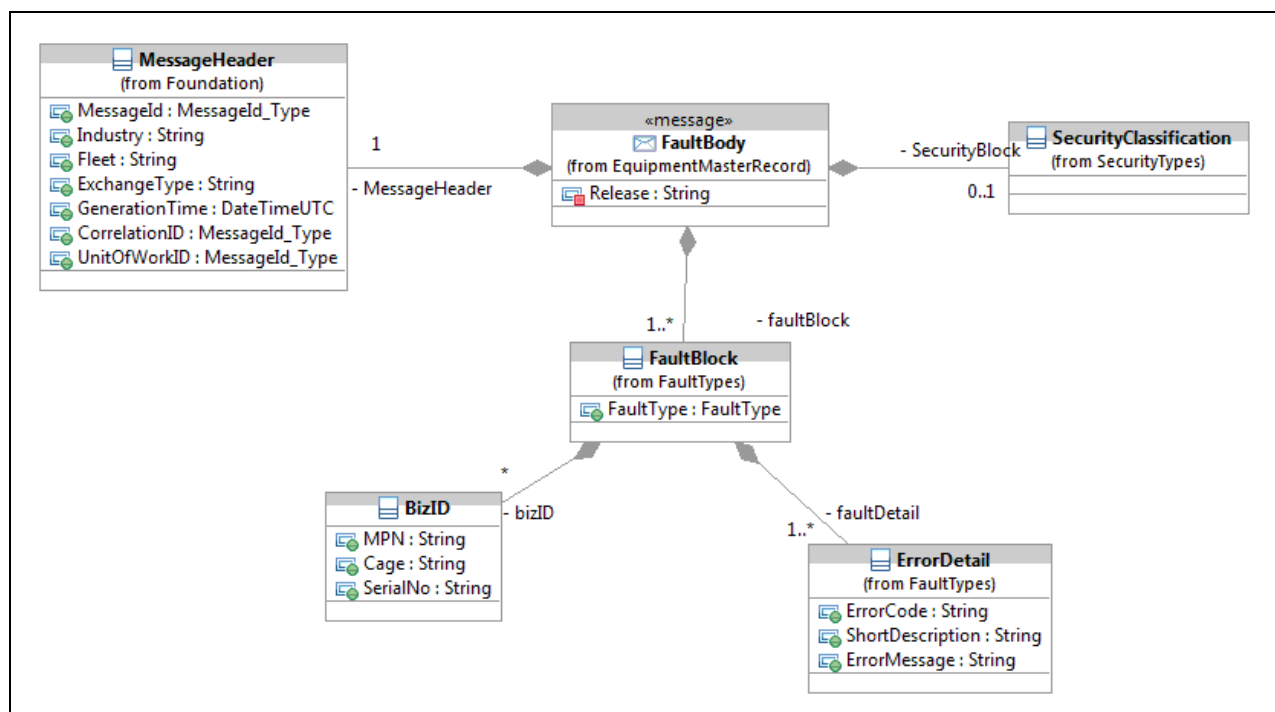 MessageHeader
(from Foundation)
MessageId : MessageId_Type
Industry : String
Fleet : String
ExchangeType : String
GenerationTime : DateTimeUTC
CorrelationID : MessageId_Type
UnitOfWorkID : MessageId_Type
1
- MessageHeader
«message»
FaultBody
(from EquipmentMasterRecord)
Release : String
- SecurityBlock
0..1
SecurityClassification
(from SecurityTypes)
1..*
- faultBlock
FaultBlock
(from FaultTypes)
FaultType : FaultType
*
- bizID
BizID
MPN : String
Cage : String
SerialNo : String
- faultDetail
1..*
ErrorDetail
(from FaultTypes)
ErrorCode : String
ShortDescription : String
ErrorMessage : String